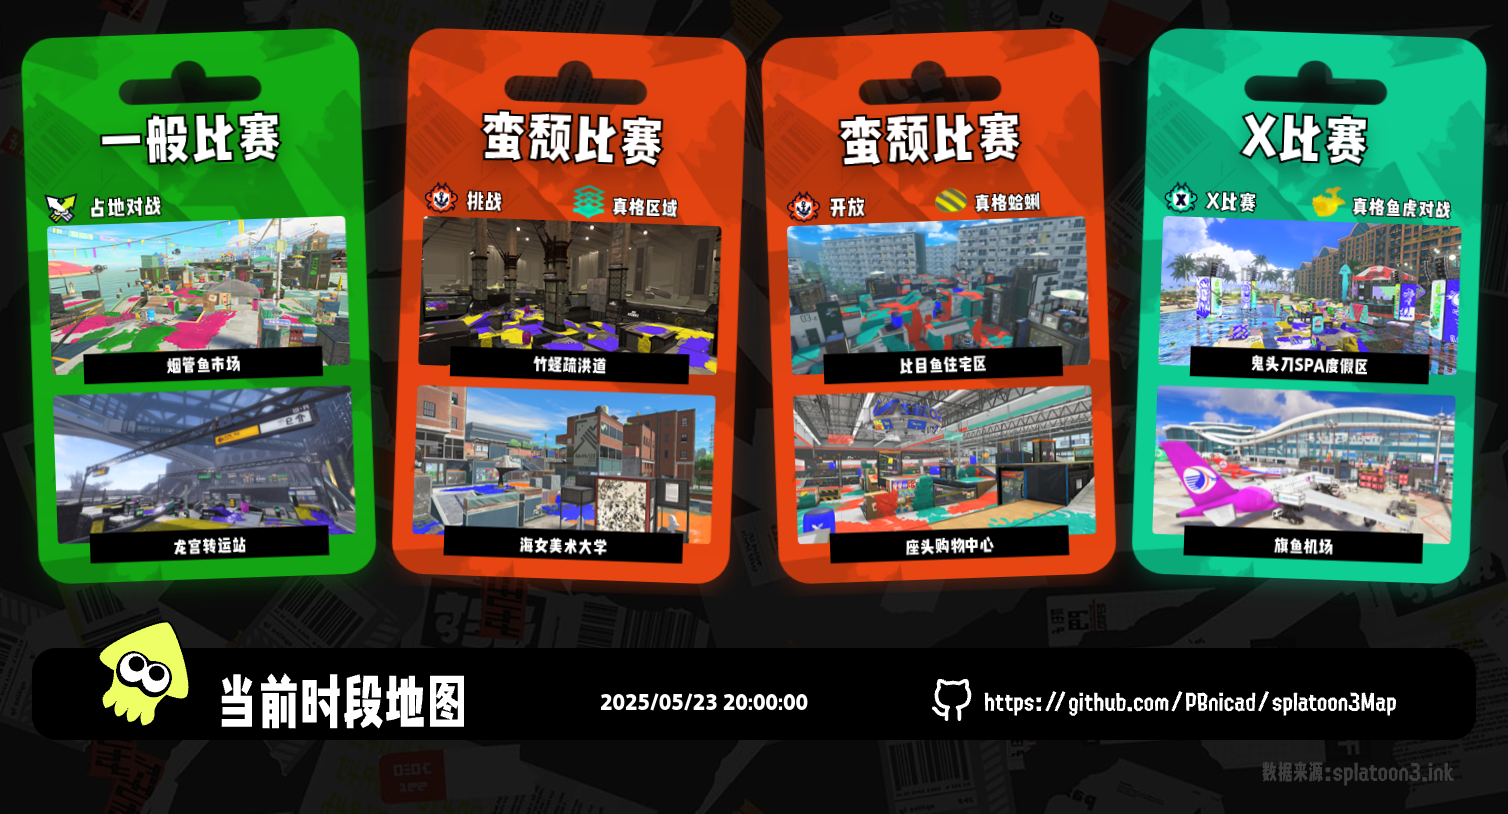 一般比赛
占地对战
烟管鱼市场
龙宫转运站
蛮颓比赛
挑战
真格区域
竹蛏疏洪道
海女美术大学
蛮颓比赛
开放
真格蛤蜊
比目鱼住宅区
座头购物中心
X比赛
X比赛
真格鱼虎对战
鬼头刀SPA度假区
旗鱼机场
当前时段地图
2025/05/23 20:00:00
https://github.com/PBnicad/splatoon3Map
数据来源:splatoon3.ink